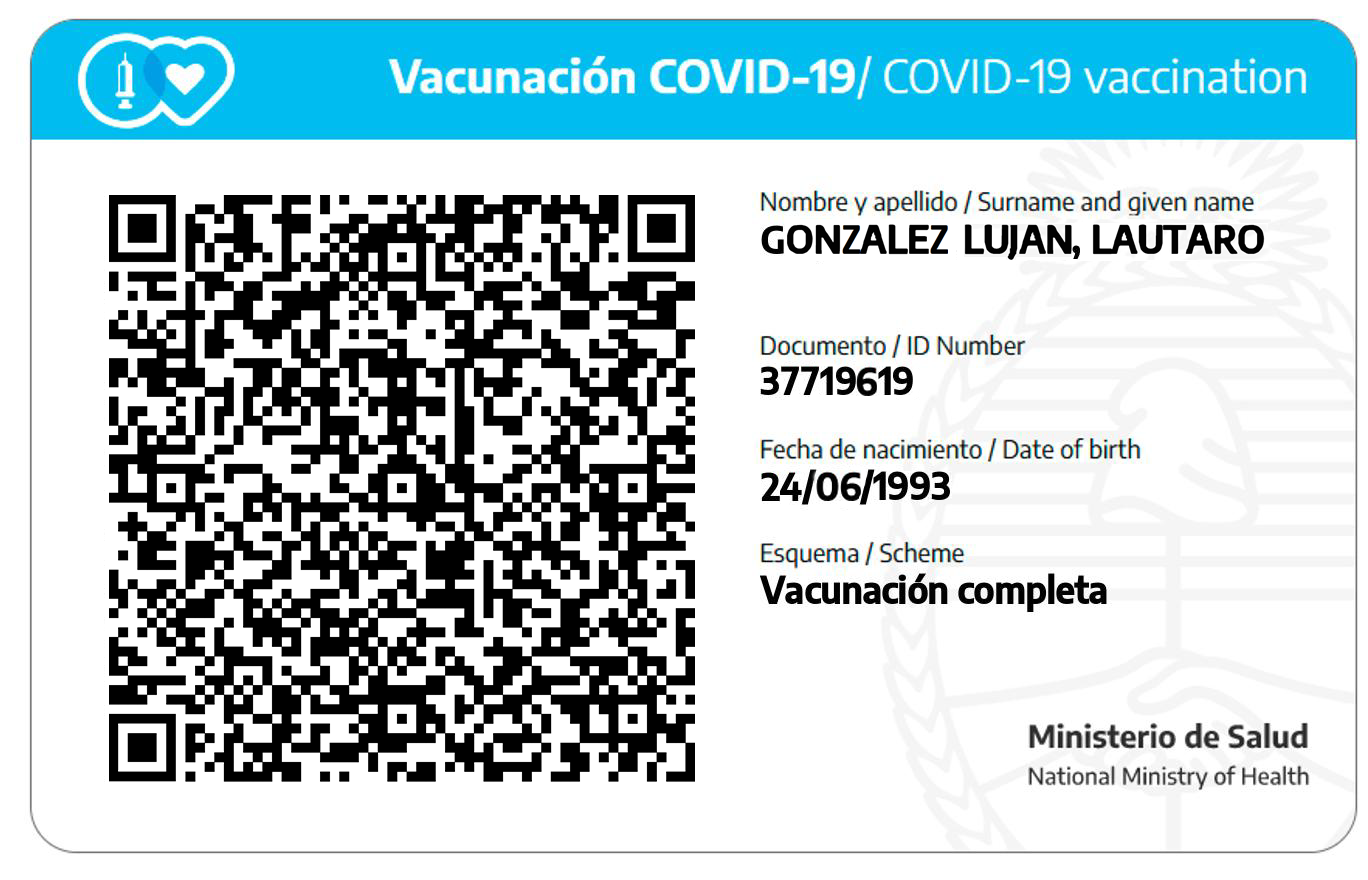 Vacunación COVID-19/ COVID-19 vaccination
Nombre y apellido / Surname and given name
GONZALEZ LUJAN, LAUTARO
Documento / ID Number
37719619
Fecha de nacimiento / Date of birth
24/06/1993
Esquema / Scheme
Vacunación completa
Ministerio de Salud
National Ministry of Health